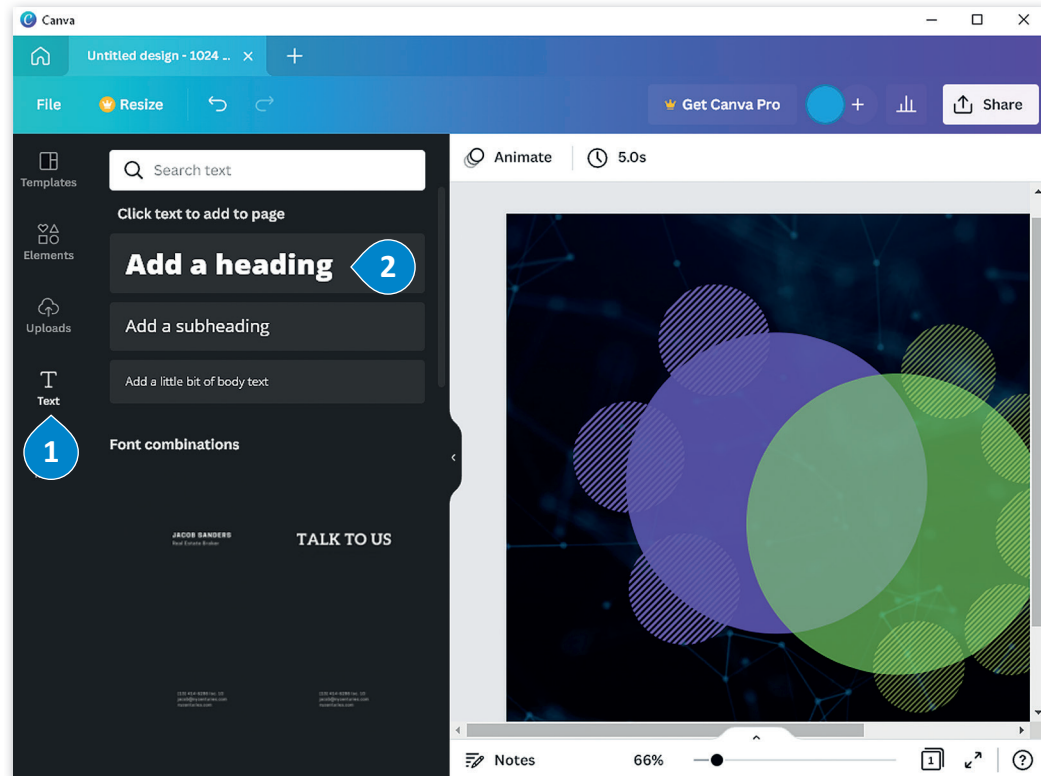 Canva
Untitled design - 1024 ...
File
Resize
Get Canva Pro
Share
Templates
Elements
Uploads
Text
1
Search text
Click text to add to page
Add a heading
2
Add a subheading
Add a little bit of body text
Font combinations
JACOB SANDERS
Real Estate Broker
TALK TO US
Animate
5.0s
Notes
66%
1
?